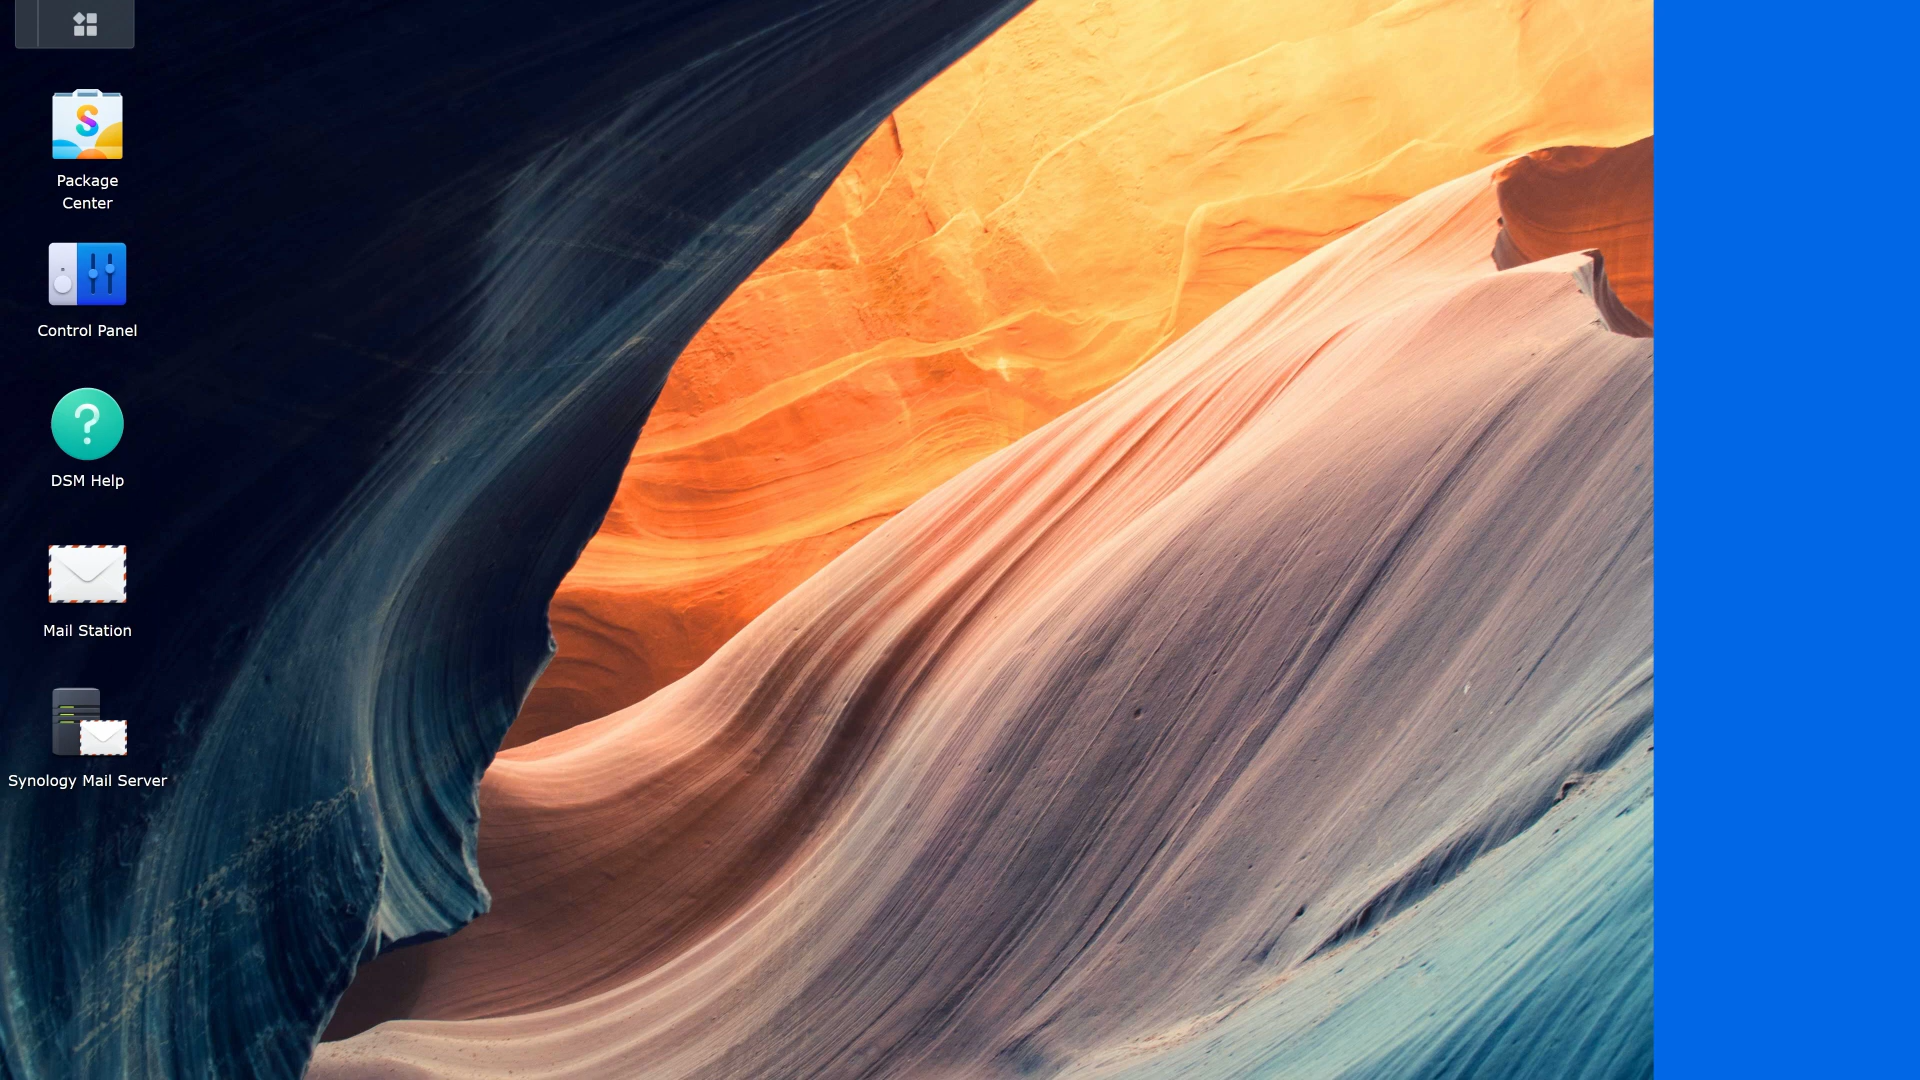 Package
Center
Control Panel
DSM Help
Mail Station
Synology Mail Server